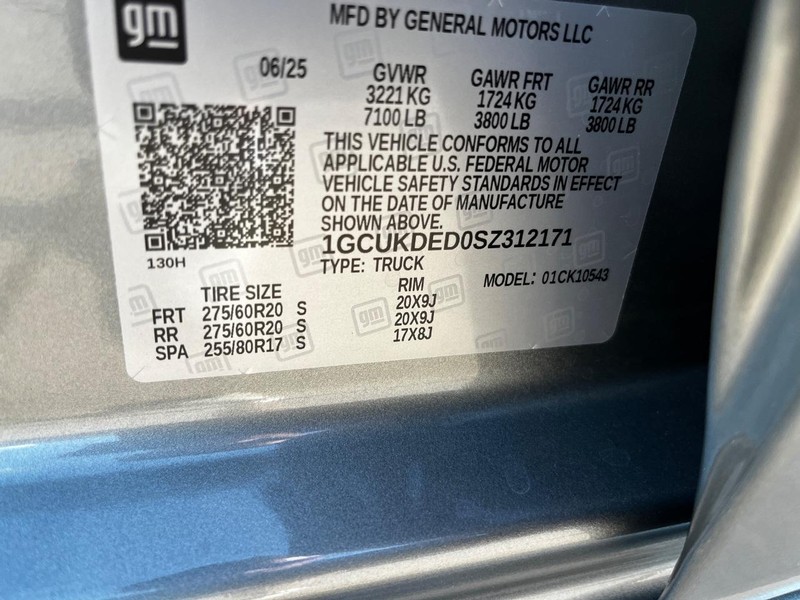 gm
MFD BY GENERAL MOTORS LLC
06/25 GVWR GAWR FRT GAWR RR
3221 KG 1724 KG 1724 KG
7100 LB 3800 LB 3800 LB
THIS VEHICLE CONFORMS TO ALL
APPLICABLE U.S. FEDERAL MOTOR
VEHICLE SAFETY STANDARDS IN EFFECT
ON THE DATE OF MANUFACTURE
SHOWN ABOVE.
1GCUKDED0SZ312171
130H
TYPE: TRUCK
MODEL: 01CK10543
TIRE SIZE RIM
FRT 275/60R20 S 20X9J
RR 275/60R20 S 20X9J
SPA 255/80R17 S 17X8J